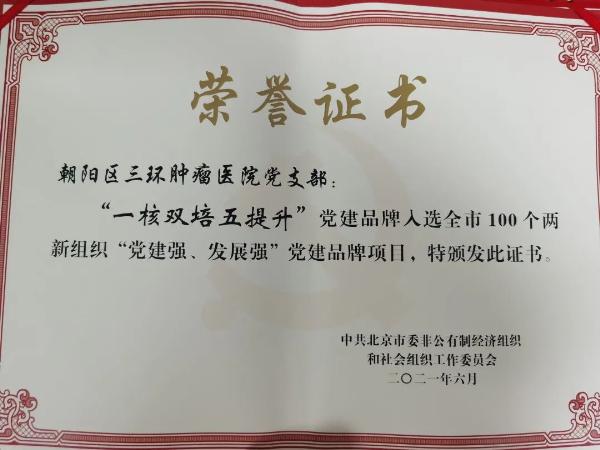 荣誉证书
朝阳区三环肿瘤医院党支部：
“一核双培五提升”党建品牌入选全市100个两
新组织“党建强、发展强”党建品牌项目，特颁发此证书。
中共北京市委非公有制经济组织
和社会组织工作委员会
二〇二一年六月